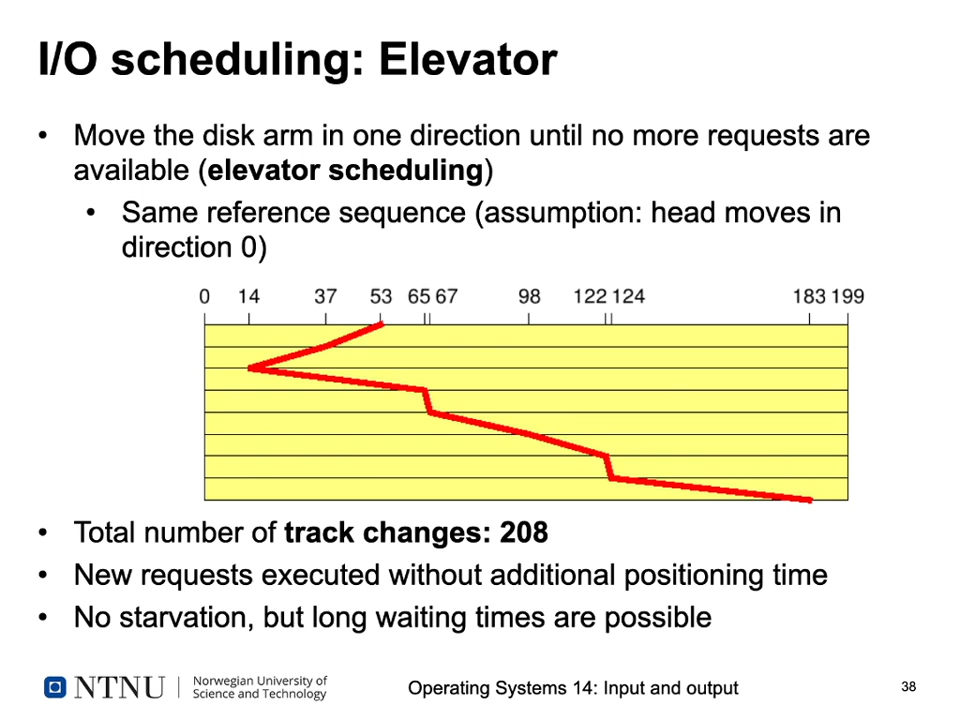 I/O scheduling: Elevator
• Move the disk arm in one direction until no more requests are
available (elevator scheduling)
• Same reference sequence (assumption: head moves in
direction 0)
0 14 37 53 65 67 98 122 124 183 199
• Total number of track changes: 208
• New requests executed without additional positioning time
• No starvation, but long waiting times are possible
NTNU
Norwegian University of
Science and Technology
Operating Systems 14: Input and output
38